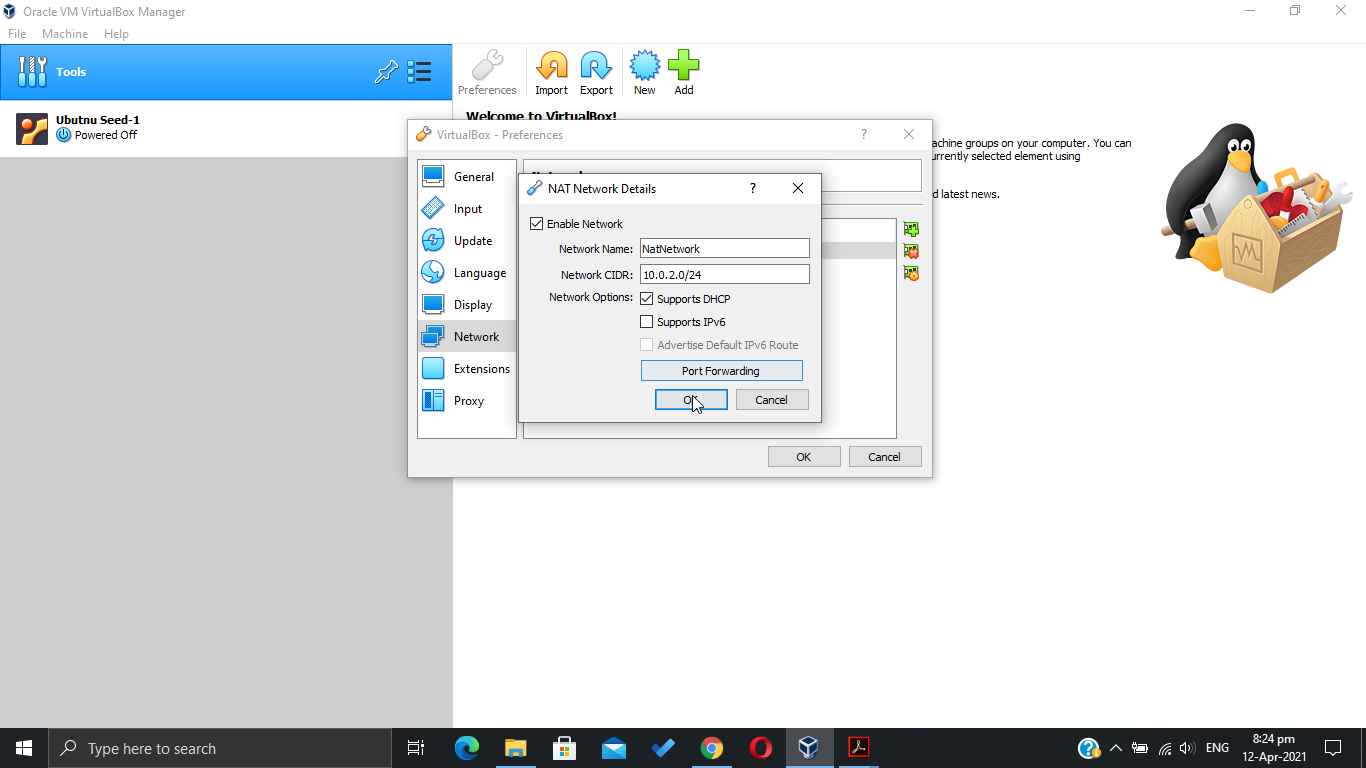 Oracle VM VirtualBox Manager
File Machine Help
Tools
Preferences Import Export New Add
Ubutnu Seed-1
Powered Off
Welcome to VirtualBox!
achine groups on your computer. You can
urrently selected element using
d latest news.
VirtualBox - Preferences
?
General
Input
Update
Language
Display
Network
Extensions
Proxy
NAT Network Details
?
Enable Network
Network Name: NatNetwork
Network CIDR: 10.0.2.0/24
Network Options: Supports DHCP
Supports IPv6
Advertise Default IPv6 Route
Port Forwarding
OK Cancel
OK Cancel
Type here to search
ENG
8:24 pm
12-Apr-2021